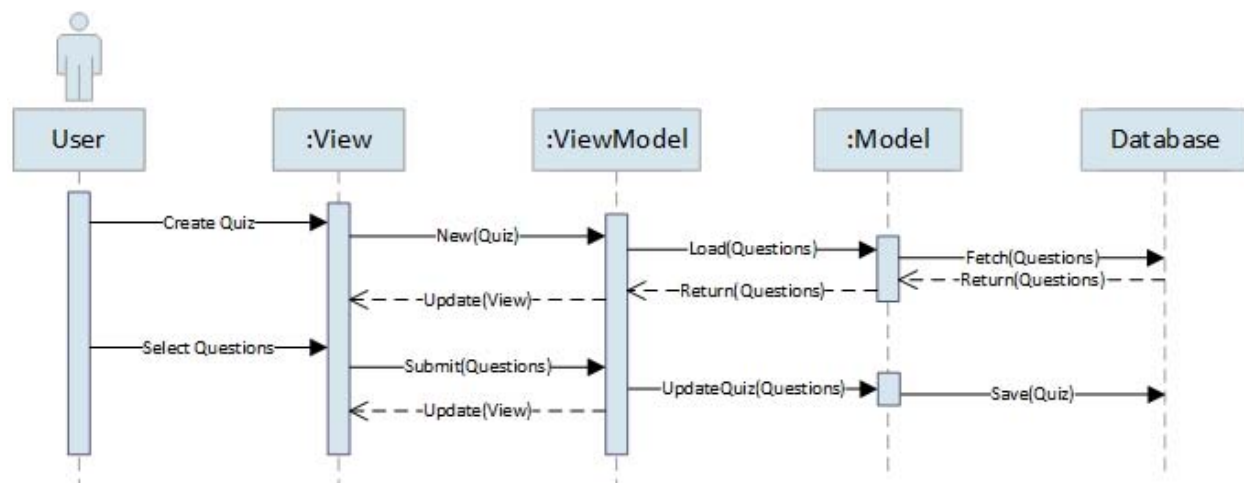 User
:View
:ViewModel
:Model
Database
Create Quiz
New(Quiz)
Load(Questions)
Fetch(Questions)
Return(Questions)
Return(Questions)
Update(View)
Select Questions
Submit(Questions)
UpdateQuiz(Questions)
Save(Quiz)
Update(View)